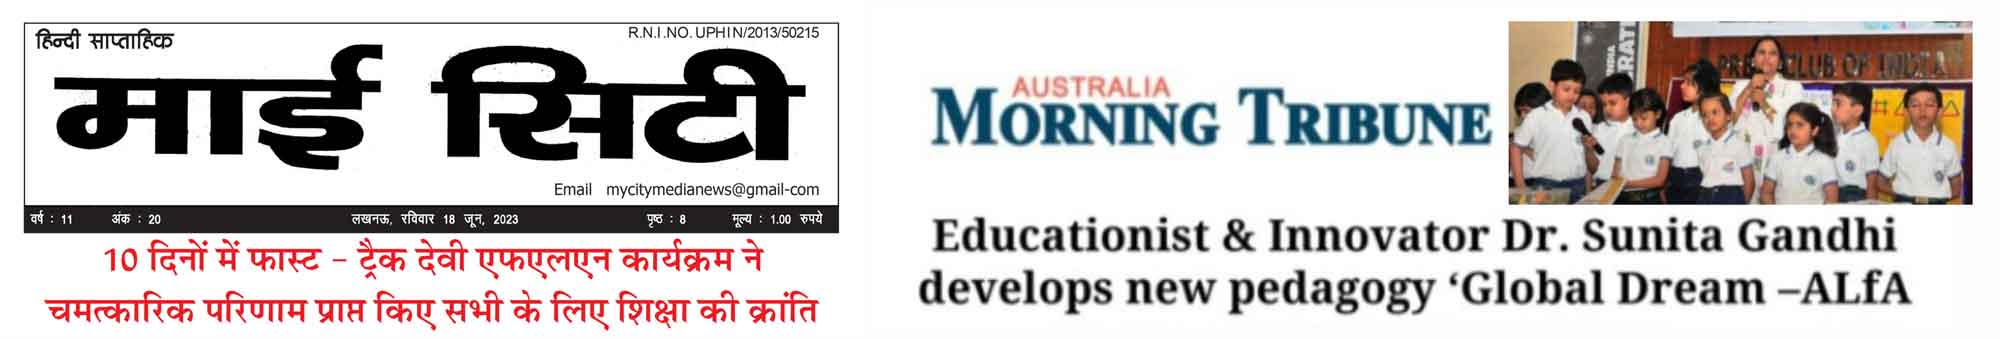 हिन्दी साप्ताहिक
R.N.I.NO. UPHIN/2013/50215
माई सिटी
Email mycitymedianews@gmail-com
वर्ष : 11 अंक : 20 लखनऊ, रविवार 18 जून, 2023 पृष्ठ : 8 मूल्य : 1.00 रुपये
10 दिनों में फास्ट – ट्रैक देवी एफएलएन कार्यक्रम ने
चमत्कारिक परिणाम प्राप्त किए सभी के लिए शिक्षा की क्रांति
AUSTRALIA
MORNING TRIBUNE
CLUB OF INDIA
Educationist & Innovator Dr. Sunita Gandhi
develops new pedagogy ‘Global Dream –ALfA